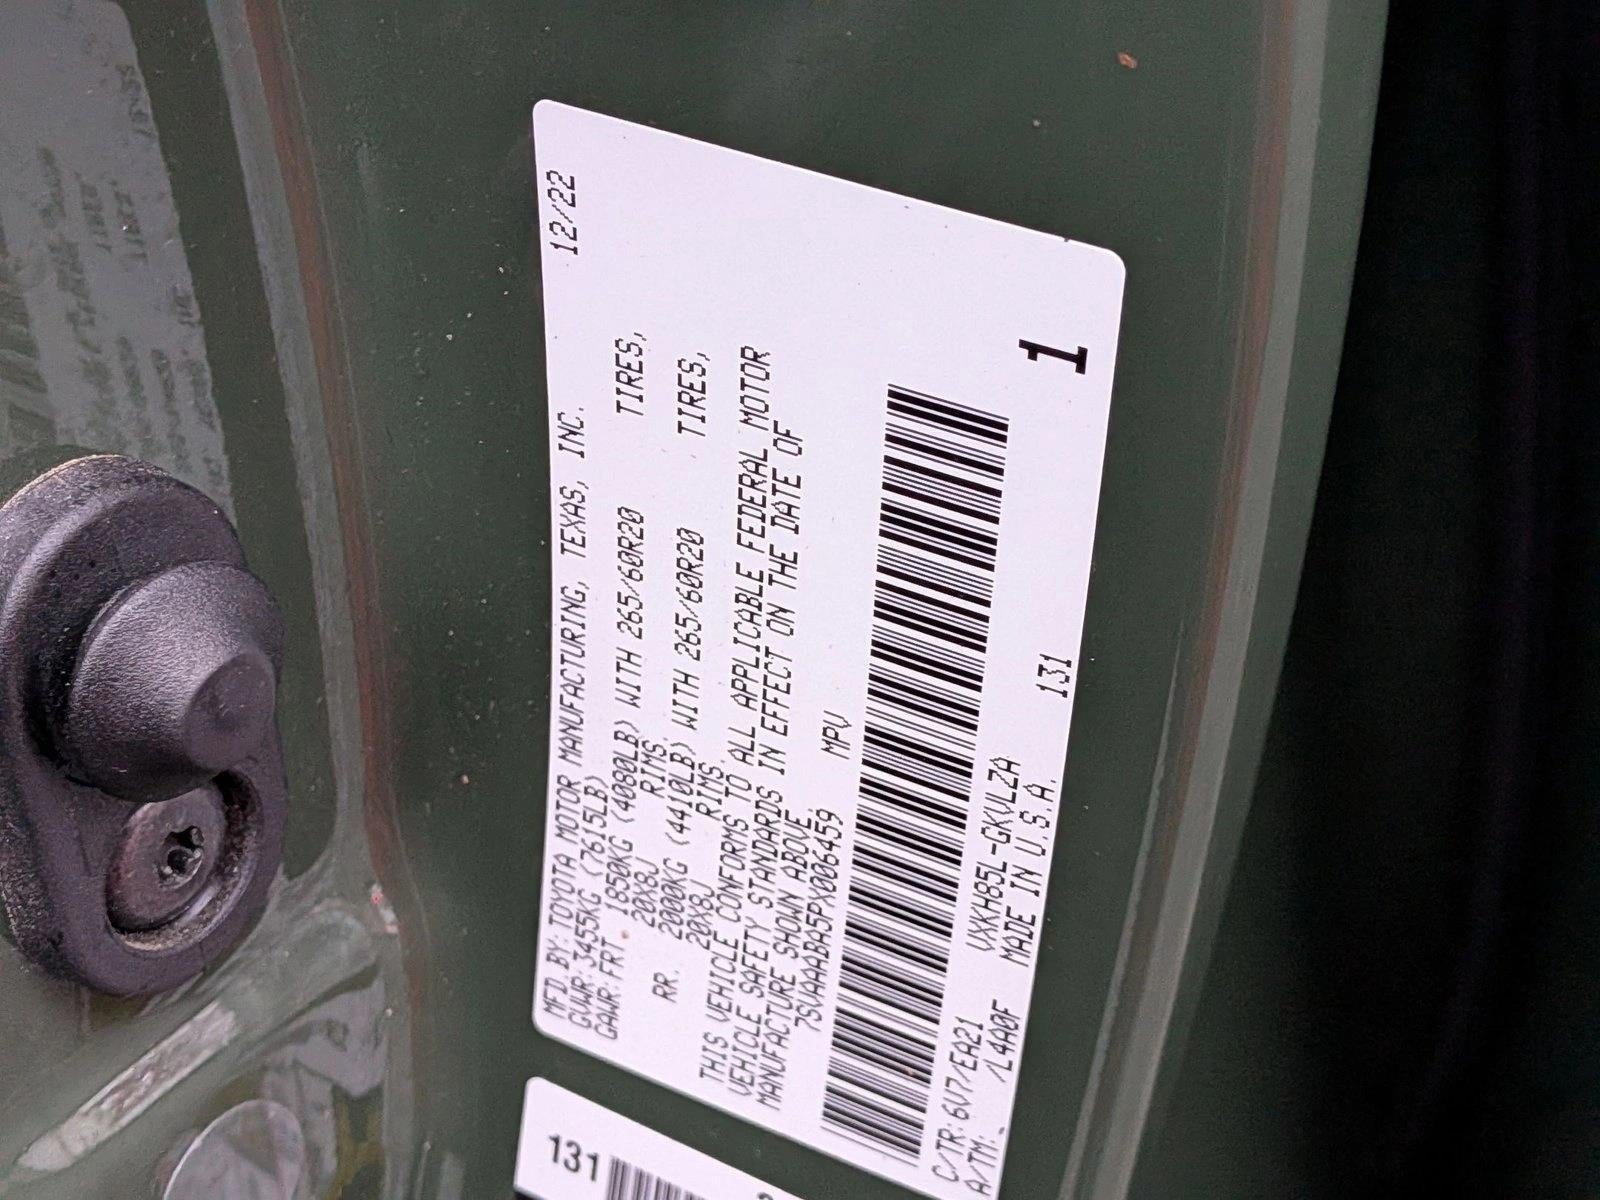 MFD.BY:TOYOTA MOTOR MANUFACTURING, TEXAS, INC. 12/22
GVWR:3455KG (7615LB)
GAWR:FRT 1850KG (4080LB) WITH 265/60R20 TIRES,
20X8J RIMS.
RR. 2000KG (4410LB) WITH 265/60R20 TIRES,
20X8J RIMS.
THIS VEHICLE CONFORMS TO ALL APPLICABLE FEDERAL MOTOR
VEHICLE SAFETY STANDARDS IN EFFECT ON THE DATE OF
MANUFACTURE SHOWN ABOVE.
7SVAAABA5PX006459 MPV
1
C/TR:6V7/EA21 VXKH85L-GKVLZA
A/TM:- /L4A0F MADE IN U.S.A. 131
131